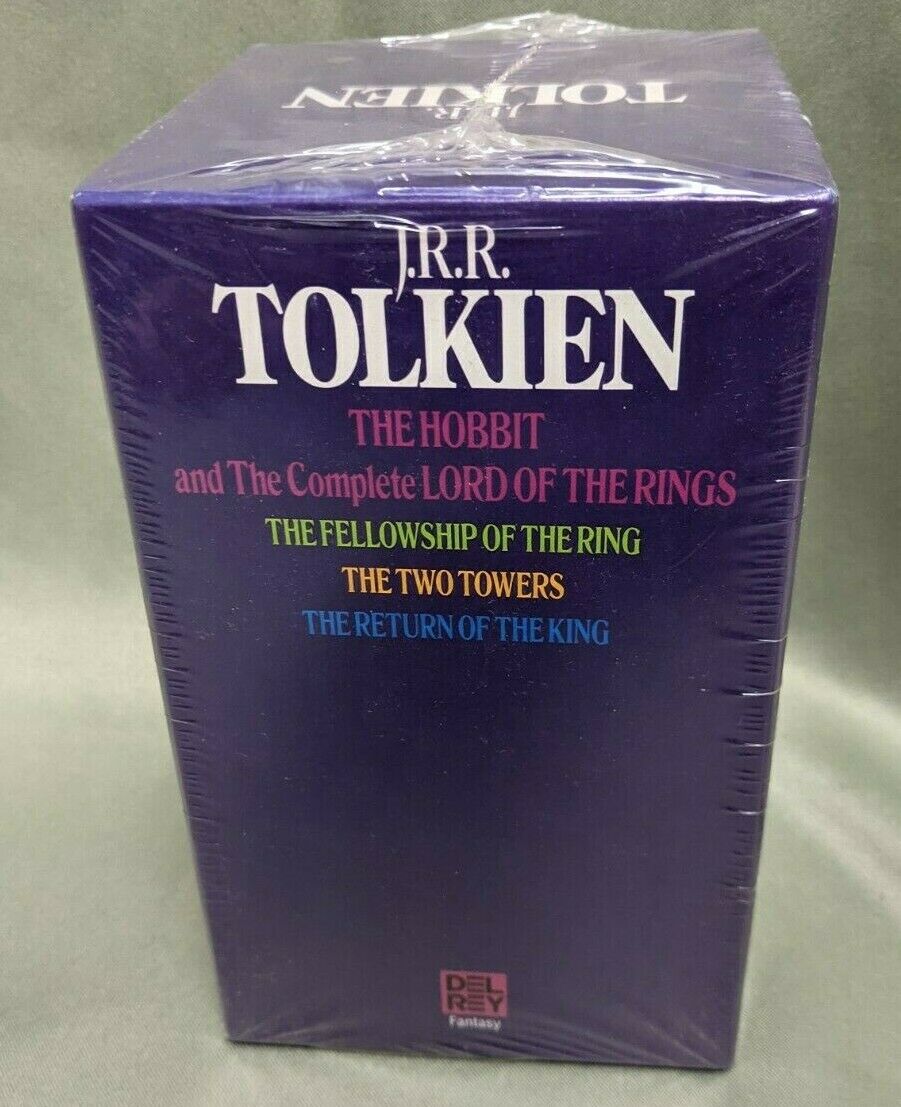 J.R.R.
TOLKIEN
J.R.R.
TOLKIEN
THE HOBBIT
and The Complete LORD OF THE RINGS
THE FELLOWSHIP OF THE RING
THE TWO TOWERS
THE RETURN OF THE KING
DEL
REY
Fantasy